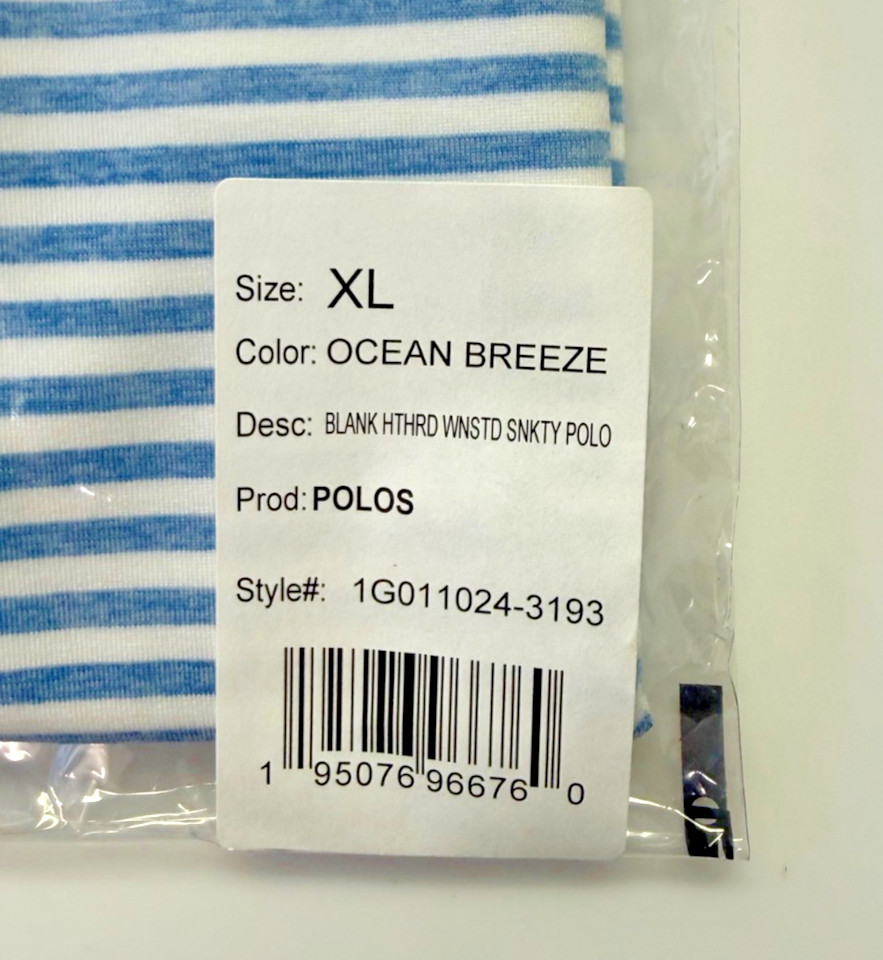 Size: XL
Color: OCEAN BREEZE
Desc: BLANK HTHRD WNSTD SNKTY POLO
Prod: POLOS
Style#: 1G011024-3193
1 95076 96676 0